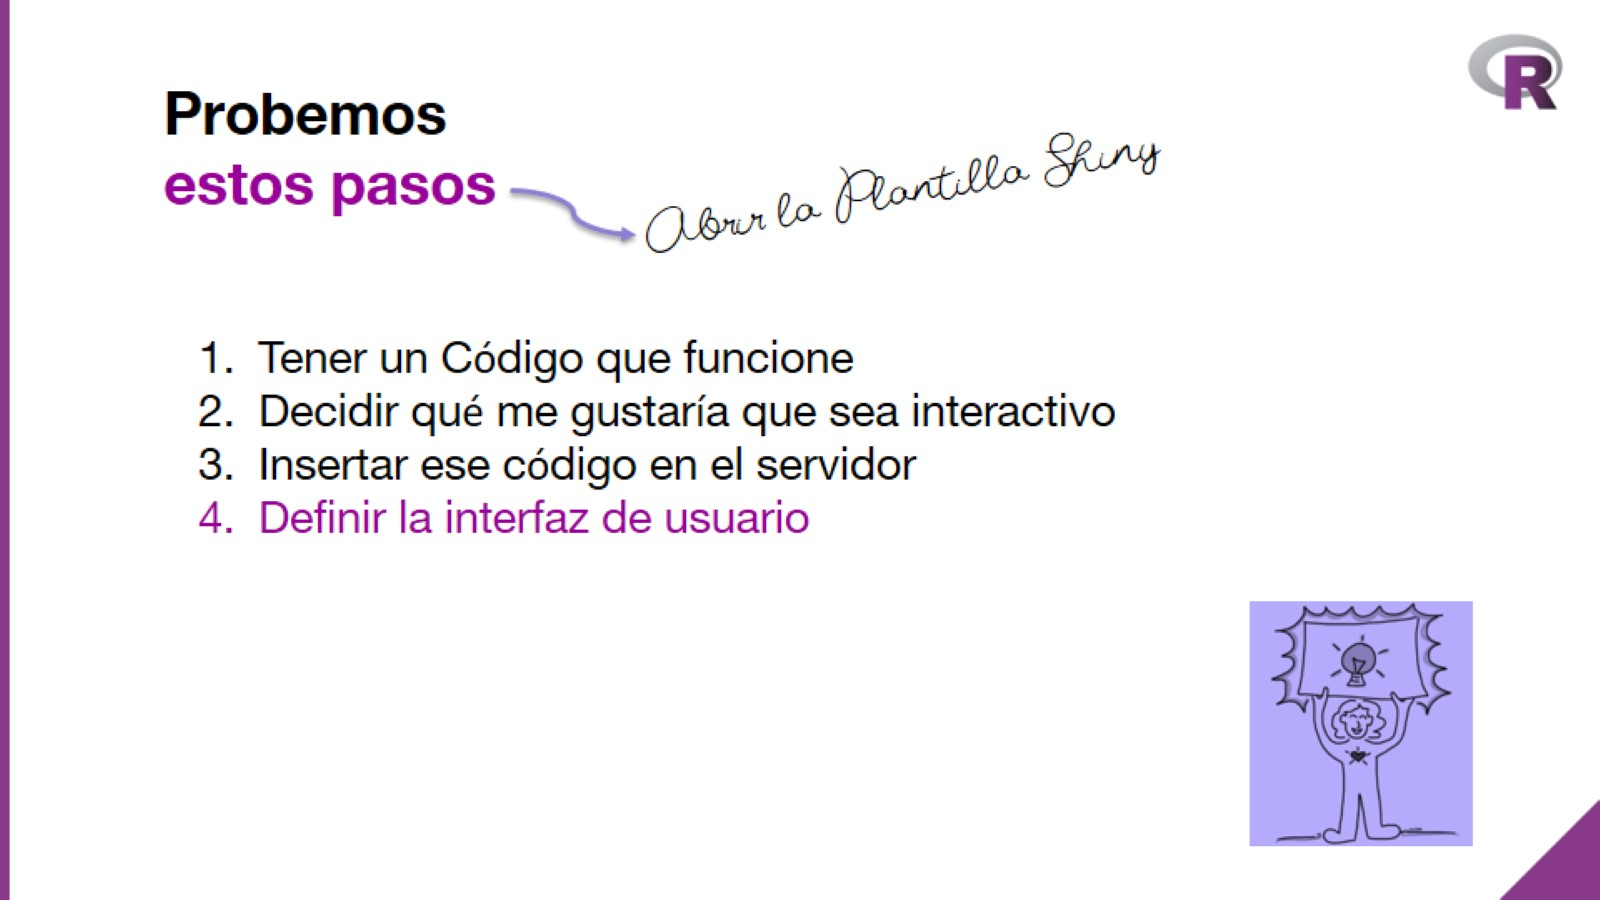 Probemos
estos pasos
Abrir la Plantilla Shiny
1. Tener un Código que funcione
2. Decidir qué me gustaría que sea interactivo
3. Insertar ese código en el servidor
4. Definir la interfaz de usuario
R